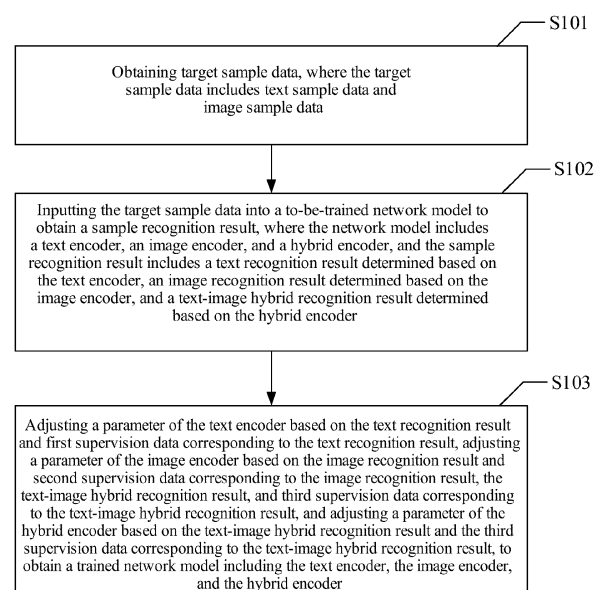 S101
Obtaining target sample data, where the target
sample data includes text sample data and
image sample data
S102
Inputting the target sample data into a to-be-trained network model to
obtain a sample recognition result, where the network model includes
a text encoder, an image encoder, and a hybrid encoder, and the sample
recognition result includes a text recognition result determined based on
the text encoder, an image recognition result determined based on the
image encoder, and a text-image hybrid recognition result determined
based on the hybrid encoder
S103
Adjusting a parameter of the text encoder based on the text recognition result
and first supervision data corresponding to the text recognition result, adjusting
a parameter of the image encoder based on the image recognition result and
second supervision data corresponding to the image recognition result, the
text-image hybrid recognition result, and third supervision data corresponding
to the text-image hybrid recognition result, and adjusting a parameter of the
hybrid encoder based on the text-image hybrid recognition result and the third
supervision data corresponding to the text-image hybrid recognition result, to
obtain a trained network model including the text encoder, the image encoder,
and the hybrid encoder